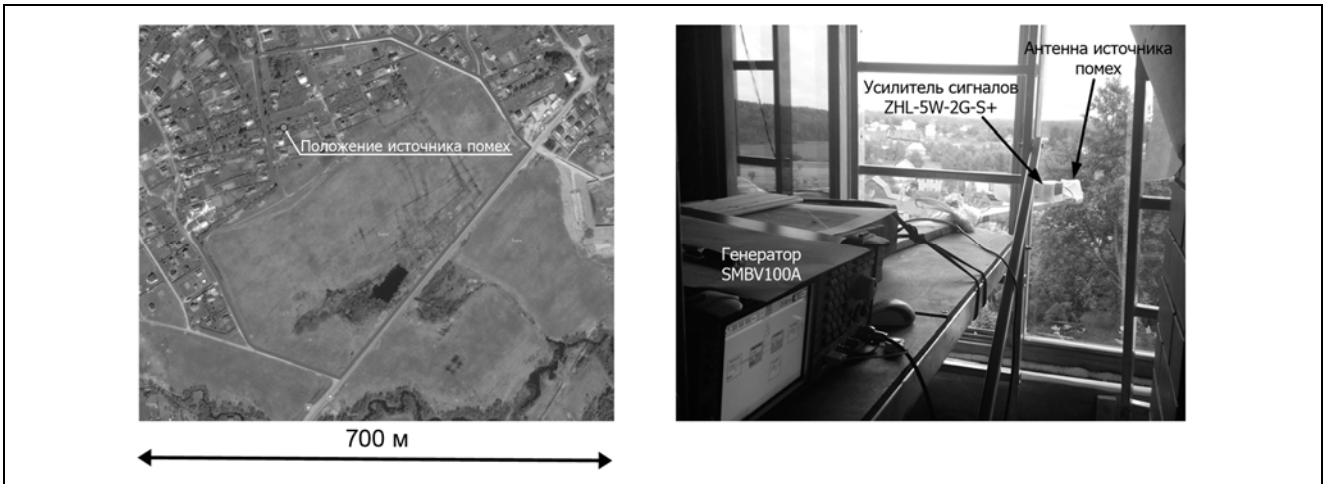 Положение источника помех
700 м
Антенна источника
помех
Усилитель сигналов
ZHL-5W-2G-S+
Генератор
SMBV100A